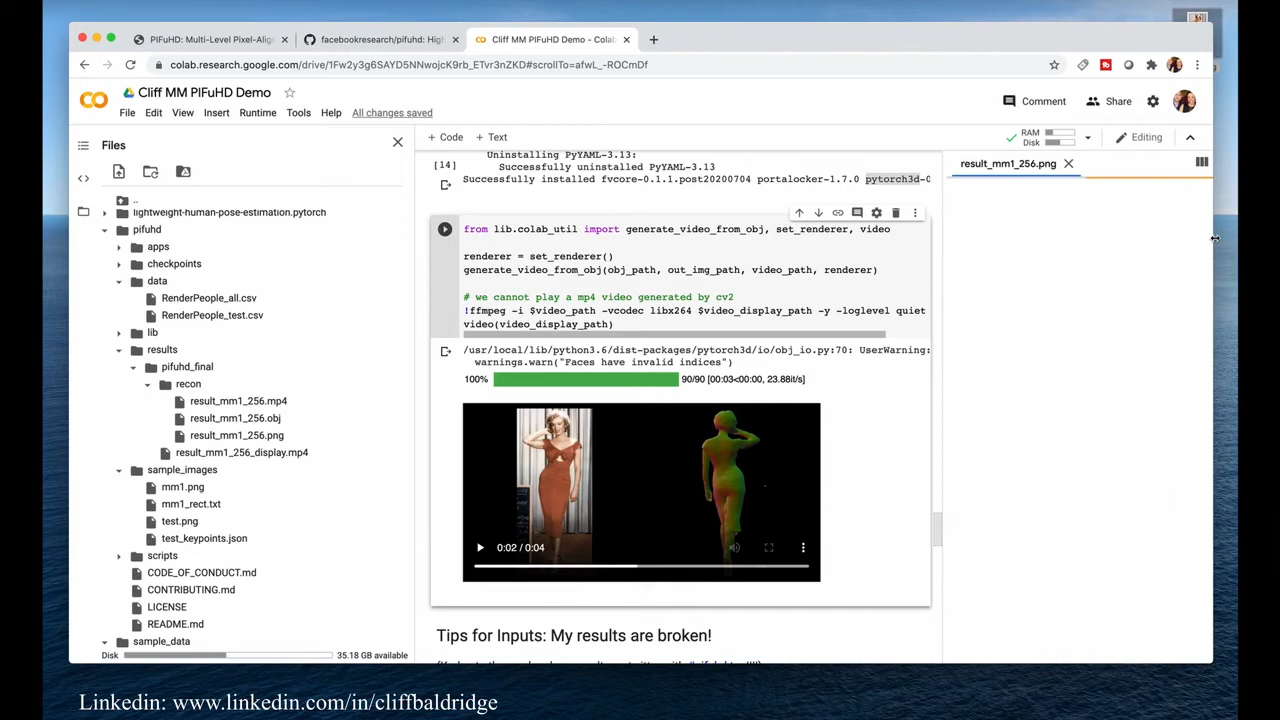 PIFuHD: Multi-Level Pixel-Alig
facebookresearch/pifuhd: High
Cliff MM PIFuHD Demo - Colab
colab.research.google.com/drive/1Fw2y3g6SAYD5NNwojcK9rb_ETvr3nZKD#scrollTo=afwL_-ROCmDf
Cliff MM PIFuHD Demo
File Edit View Insert Runtime Tools Help All changes saved
Comment Share
Files
+ Code + Text
RAM
Disk
Editing
result_mm1_256.png
..
lightweight-human-pose-estimation.pytorch
pifuhd
apps
checkpoints
data
RenderPeople_all.csv
RenderPeople_test.csv
lib
results
pifuhd_final
recon
result_mm1_256.mp4
result_mm1_256.obj
result_mm1_256.png
result_mm1_256_display.mp4
sample_images
mm1.png
mm1_rect.txt
test.png
test_keypoints.json
scripts
CODE_OF_CONDUCT.md
CONTRIBUTING.md
LICENSE
README.md
sample_data
Disk 35.18 GB available
Uninstalling PyYAML-3.13:
[14] Successfully uninstalled PyYAML-3.13
Successfully installed fvcore-0.1.1.post20200704 portalocker-1.7.0 pytorch3d-0
from lib.colab_util import generate_video_from_obj, set_renderer, video
renderer = set_renderer()
generate_video_from_obj(obj_path, out_img_path, video_path, renderer)
# we cannot play a mp4 video generated by cv2
!ffmpeg -i $video_path -vcodec libx264 $video_display_path -y -loglevel quiet
video(video_display_path)
/usr/local/lib/python3.6/dist-packages/pytorch3d/io/obj_io.py:70: UserWarning:
warnings.warn("Faces have invalid indices")
100% 90/90 [00:03<00:00, 23.88it/s]
/ 0:04
Tips for Inputs: My results are broken!
Linkedin: www.linkedin.com/in/cliffbaldridge